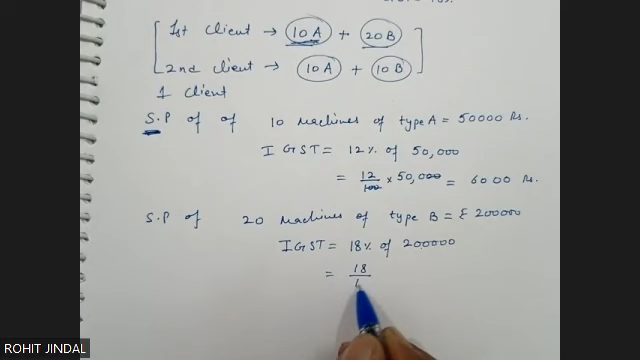 1st client → 10 A + 20 B
2nd client → 10 A + 10 B
1 client
S.P of of 10 machines of type A = 50000 Rs.
IGST = 12% of 50,000
= 12/100 x 50,000 = 6000 Rs.
S.P of 20 machines of type B = ₹ 200000
IGST = 18% of 200000
= 18/1
ROHIT JINDAL